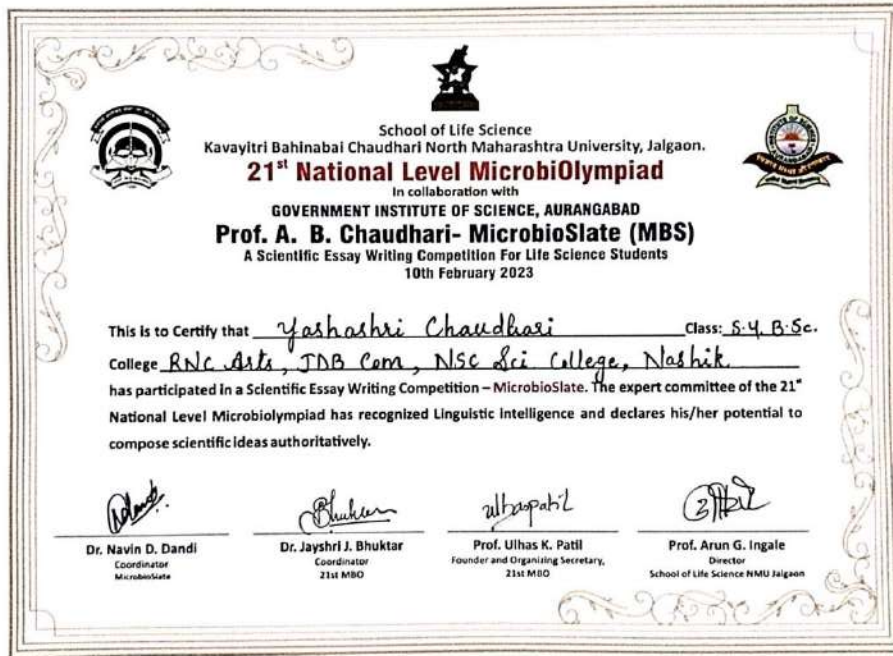 School of Life Science
Kavayitri Bahinabai Chaudhari North Maharashtra University, Jalgaon.
21st National Level MicrobiOlympiad
In collaboration with
GOVERNMENT INSTITUTE OF SCIENCE, AURANGABAD
Prof. A. B. Chaudhari- MicrobioSlate (MBS)
A Scientific Essay Writing Competition For Life Science Students
10th February 2023
This is to Certify that Yashashri Chaudhari Class: S.Y. B.Sc.
College RNC Arts, JDB Com, NSC Sci College, Nashik
has participated in a Scientific Essay Writing Competition – MicrobioSlate. The expert committee of the 21st
National Level Microbiolympiad has recognized Linguistic intelligence and declares his/her potential to
compose scientific ideas authoritatively.
Bhuktar ulhaspatil
Dr. Navin D. Dandi Dr. Jayshri J. Bhuktar Prof. Ulhas K. Patil Prof. Arun G. Ingale
Coordinator Coordinator Founder and Organizing Secretary, Director
MicrobioSlate 21st MBO 21st MBO School of Life Science NMU Jalgaon